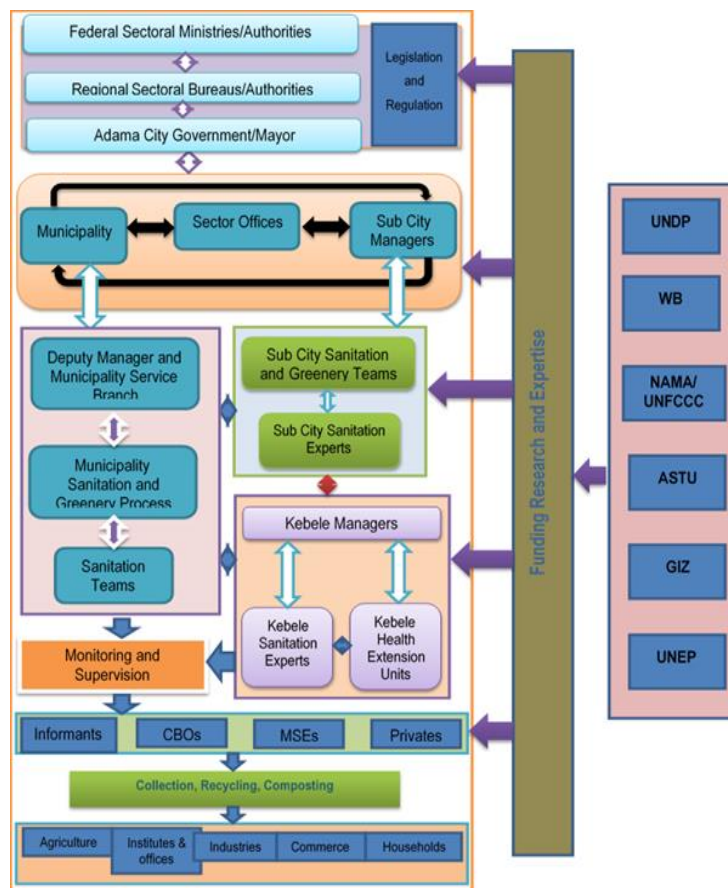 Federal Sectoral Ministries/Authorities
Regional Sectoral Bureaus/Authorities
Adama City Government/Mayor
Legislation
and
Regulation
Municipality
Sector Offices
Sub City
Managers
Deputy Manager and
Municipality Service
Branch
Municipality
Sanitation and
Greenery Process
Sanitation
Teams
Sub City Sanitation
and Greenery Teams
Sub City Sanitation
Experts
Kebele Managers
Kebele
Sanitation
Experts
Kebele
Health
Extension
Units
Monitoring and
Supervision
Informants
CBOs
MSEs
Privates
Collection, Recycling, Composting
Agriculture
Institutes &
offices
Industries
Commerce
Households
Funding Research and Expertise
UNDP
WB
NAMA/
UNFCCC
ASTU
GIZ
UNEP